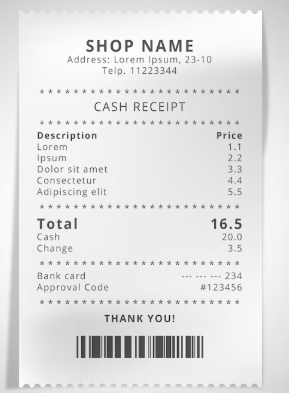 SHOP NAME
Address: Lorem Ipsum, 23-10
Telp. 11223344
* * * * * * * * * * * * * * * * * * * * * * *
CASH RECEIPT
* * * * * * * * * * * * * * * * * * * * * * *
Description Price
Lorem 1.1
Ipsum 2.2
Dolor sit amet 3.3
Consectetur 4.4
Adipiscing elit 5.5
* * * * * * * * * * * * * * * * * * * * * * *
Total 16.5
Cash 20.0
Change 3.5
* * * * * * * * * * * * * * * * * * * * * * *
Bank card --- --- --- 234
Approval Code #123456
* * * * * * * * * * * * * * * * * * * * * * *
THANK YOU!